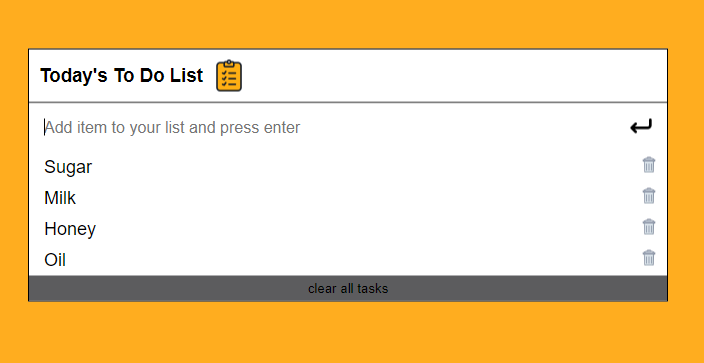 Today's To Do List
Add item to your list and press enter
Sugar
Milk
Honey
Oil
clear all tasks